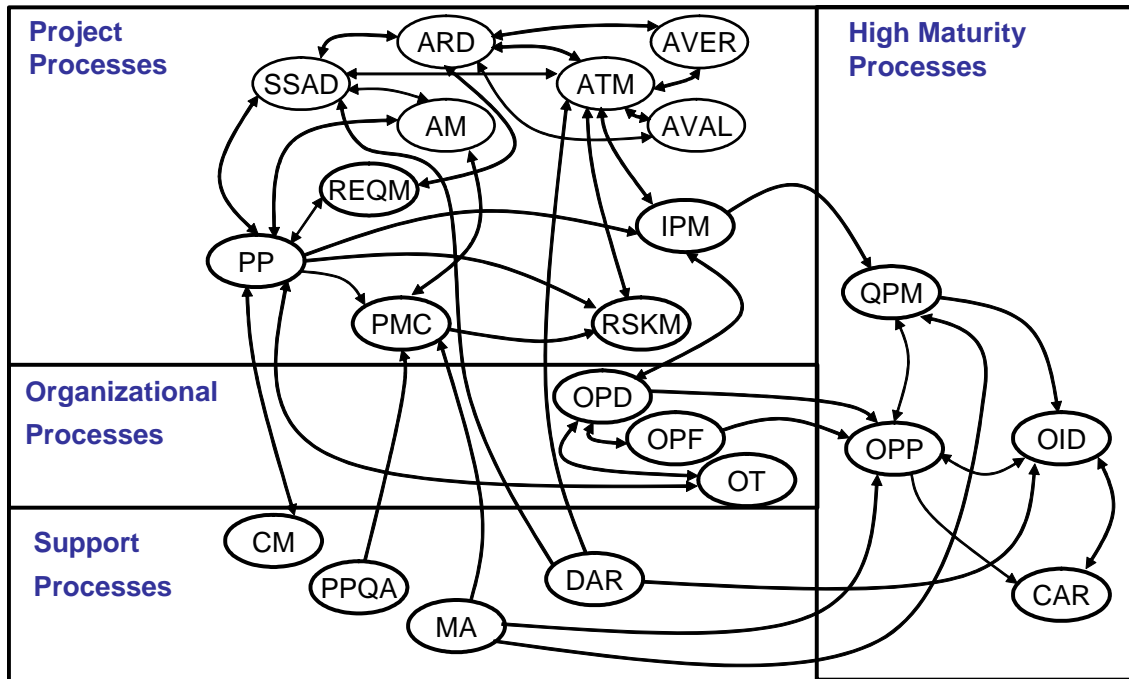 Project
Processes
ARD
AVER
High Maturity
Processes
SSAD
ATM
AM
AVAL
REQM
IPM
PP
QPM
PMC
RSKM
Organizational
Processes
OPD
OPF
OPP
OID
OT
Support
Processes
CM
PPQA
DAR
MA
CAR